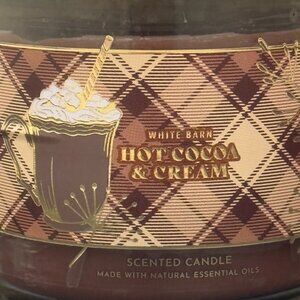 WHITE BARN
HOT COCOA
& CREAM
SCENTED CANDLE
MADE WITH NATURAL ESSENTIAL OILS